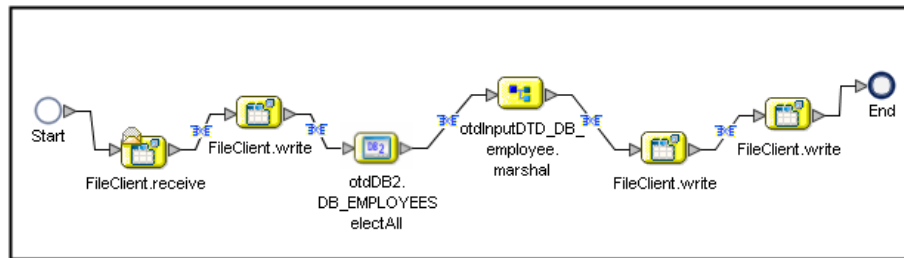 Start
FileClient.receive
FileClient.write
DB2
otdDB2.
DB_EMPLOYEES
electAll
otdInputDTD_DB_
employee.
marshal
FileClient.write
FileClient.write
End